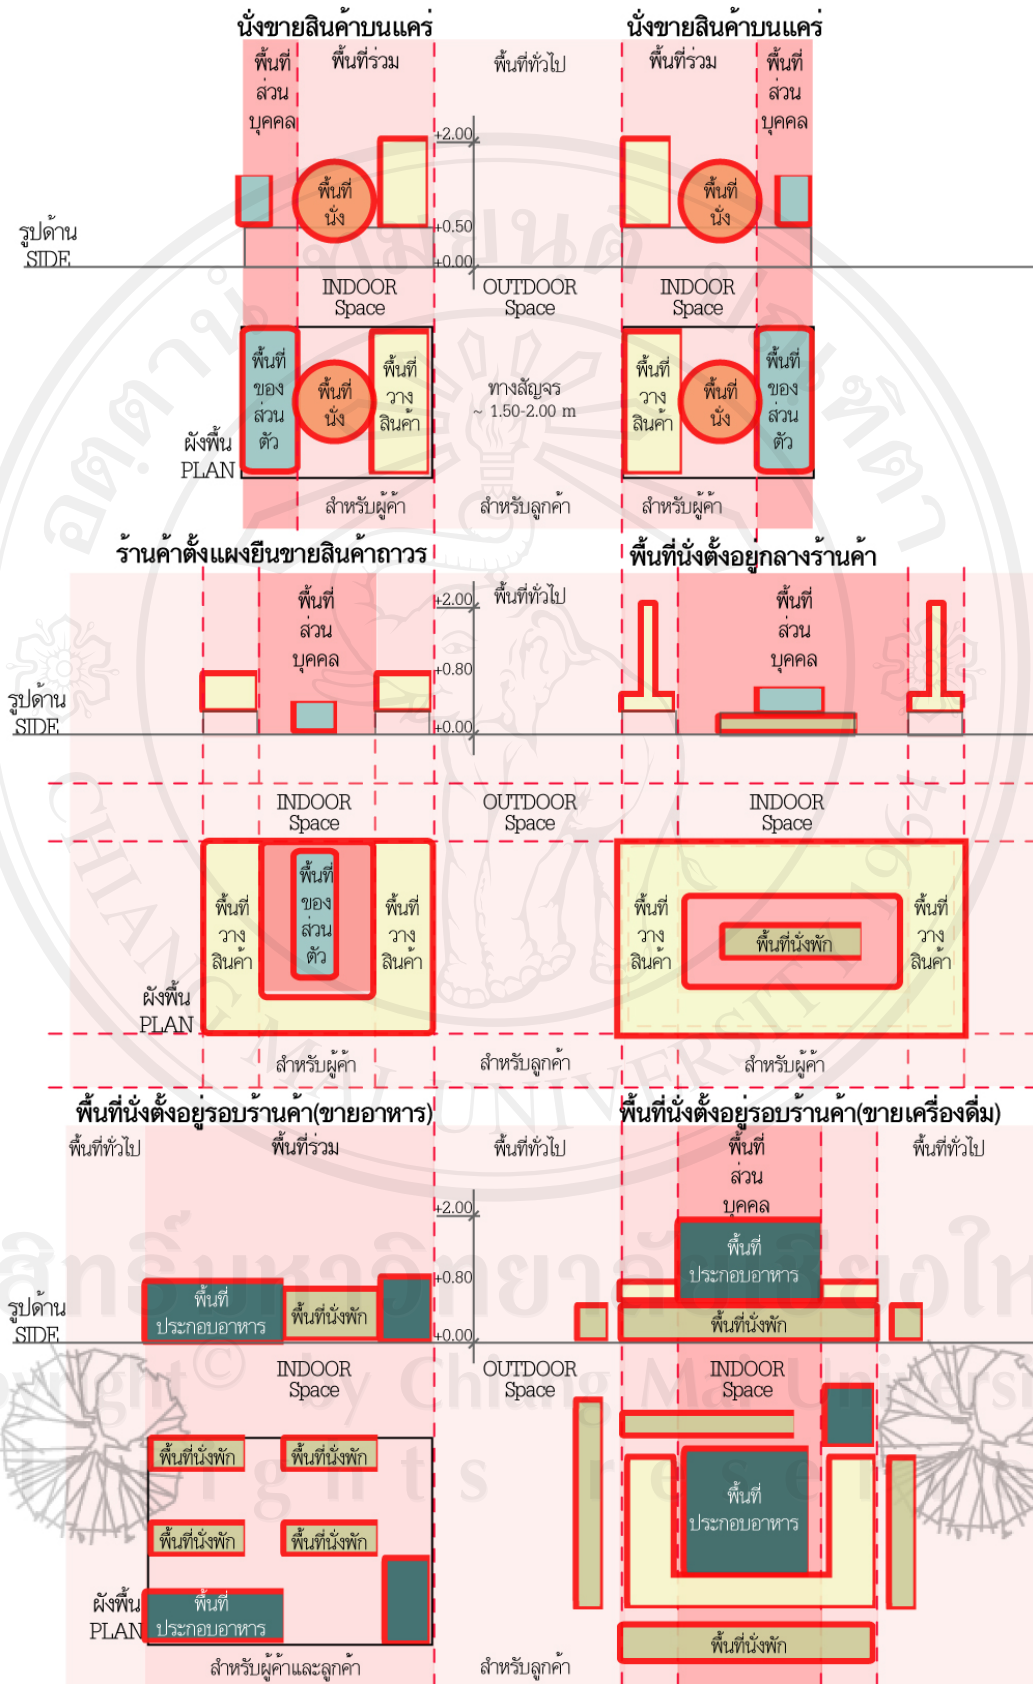 นั่งขายสินค้าบนแคร่
นั่งขายสินค้าบนแคร่
พื้นที่
ส่วน
บุคคล
พื้นที่ร่วม
พื้นที่ทั่วไป
พื้นที่ร่วม
พื้นที่
ส่วน
บุคคล
+2.00
พื้นที่
นั่ง
พื้นที่
นั่ง
+0.50
รูปด้าน
SIDE
+0.00
INDOOR
Space
OUTDOOR
Space
INDOOR
Space
พื้นที่
ของ
ส่วน
ตัว
พื้นที่
นั่ง
พื้นที่
วาง
สินค้า
ทางสัญจร
~ 1.50-2.00 m
พื้นที่
วาง
สินค้า
พื้นที่
นั่ง
พื้นที่
ของ
ส่วน
ตัว
ผังพื้น
PLAN
สำหรับผู้ค้า
สำหรับลูกค้า
สำหรับผู้ค้า
ร้านค้าตั้งแผงยืนขายสินค้าถาวร
พื้นที่นั่งตั้งอยู่กลางร้านค้า
พื้นที่
ส่วน
บุคคล
+2.00
พื้นที่ทั่วไป
พื้นที่
ส่วน
บุคคล
+0.80
รูปด้าน
SIDE
+0.00
INDOOR
Space
OUTDOOR
Space
INDOOR
Space
พื้นที่
วาง
สินค้า
พื้นที่
ของ
ส่วน
ตัว
พื้นที่
วาง
สินค้า
พื้นที่
วาง
สินค้า
พื้นที่นั่งพัก
พื้นที่
วาง
สินค้า
ผังพื้น
PLAN
สำหรับผู้ค้า
สำหรับลูกค้า
สำหรับผู้ค้า
พื้นที่นั่งตั้งอยู่รอบร้านค้า(ขายอาหาร)
พื้นที่นั่งตั้งอยู่รอบร้านค้า(ขายเครื่องดื่ม)
พื้นที่ทั่วไป
พื้นที่ร่วม
พื้นที่ทั่วไป
พื้นที่
ส่วน
บุคคล
พื้นที่ทั่วไป
+2.00
+0.80
พื้นที่
ประกอบอาหาร
พื้นที่นั่งพัก
พื้นที่
ประกอบอาหาร
พื้นที่นั่งพัก
รูปด้าน
SIDE
+0.00
INDOOR
Space
OUTDOOR
Space
INDOOR
Space
พื้นที่นั่งพัก
พื้นที่นั่งพัก
พื้นที่นั่งพัก
พื้นที่นั่งพัก
พื้นที่
ประกอบอาหาร
พื้นที่
ประกอบอาหาร
พื้นที่นั่งพัก
ผังพื้น
PLAN
สำหรับผู้ค้าและลูกค้า
สำหรับลูกค้า
CHIANG MAI UNIVERSITY 1964